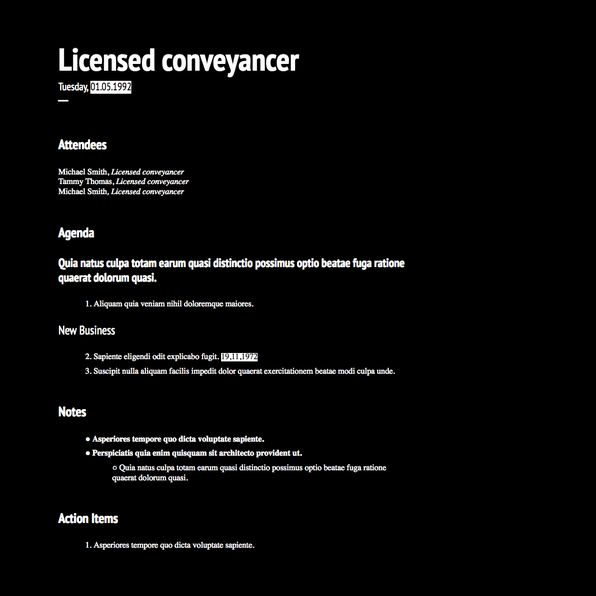 Licensed conveyancer
Tuesday, 01.05.1992
Attendees
Michael Smith, Licensed conveyancer
Tammy Thomas, Licensed conveyancer
Michael Smith, Licensed conveyancer
Agenda
Quia natus culpa totam earum quasi distinctio possimus optio beatae fuga ratione
quaerat dolorum quasi.
1. Aliquam quia veniam nihil doloremque maiores.
New Business
2. Sapiente eligendi odit explicabo fugit. 19.11.1972
3. Suscipit nulla aliquam facilis impedit dolor quaerat exercitationem beatae modi culpa unde.
Notes
● Asperiores tempore quo dicta voluptate sapiente.
● Perspiciatis quia enim quisquam sit architecto provident ut.
○ Quia natus culpa totam earum quasi distinctio possimus optio beatae fuga ratione
quaerat dolorum quasi.
Action Items
1. Asperiores tempore quo dicta voluptate sapiente.